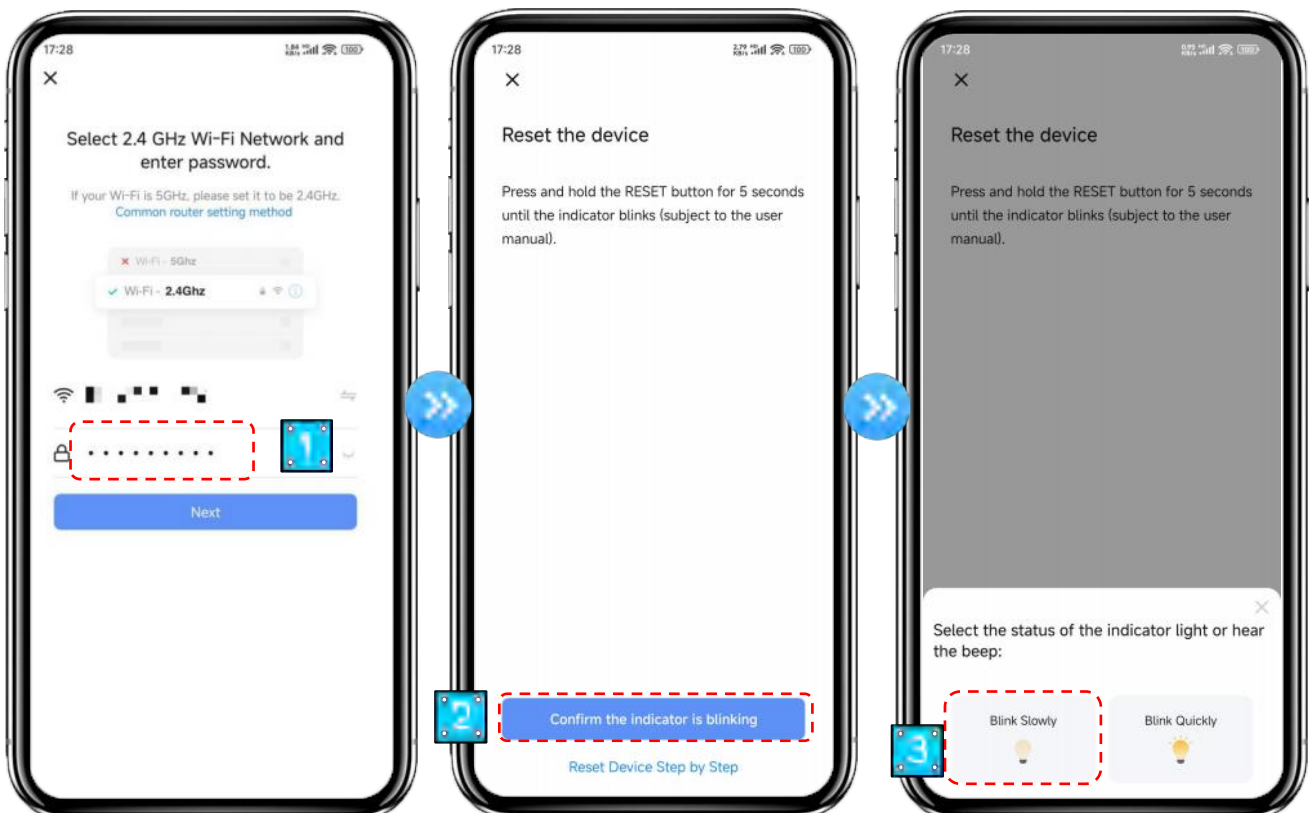 17:28
100
Select 2.4 GHz Wi-Fi Network and
enter password.
If your Wi-Fi is 5GHz, please set it to be 2.4GHz.
Common router setting method
Wi-Fi - 5Ghz
Wi-Fi - 2.4Ghz
1
Next
17:28
100
Reset the device
Press and hold the RESET button for 5 seconds
until the indicator blinks (subject to the user
manual).
2
Confirm the indicator is blinking
Reset Device Step by Step
17:28
100
Reset the device
Press and hold the RESET button for 5 seconds
until the indicator blinks (subject to the user
manual).
Select the status of the indicator light or hear
the beep:
3
Blink Slowly
Blink Quickly